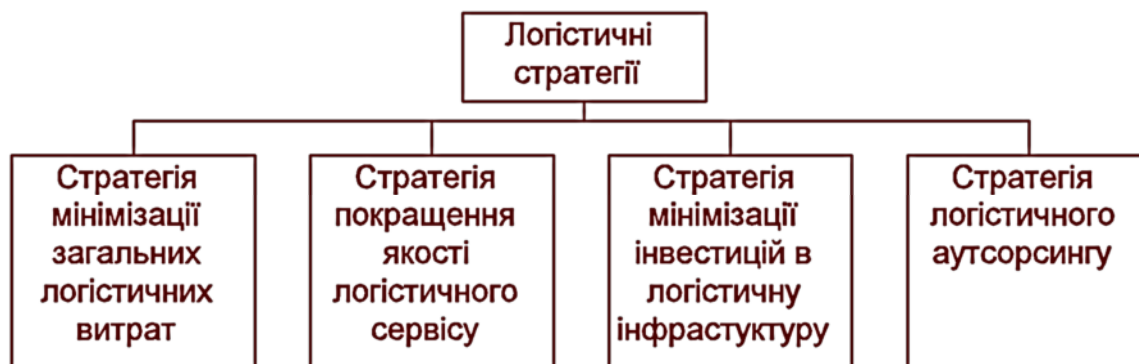 Логістичні
стратегії
Стратегія
мінімізації
загальних
логістичних
витрат
Стратегія
покращення
якості
логістичного
сервісу
Стратегія
мінімізації
інвестицій в
логістичну
інфрастуктуру
Стратегія
логістичного
аутсорсингу